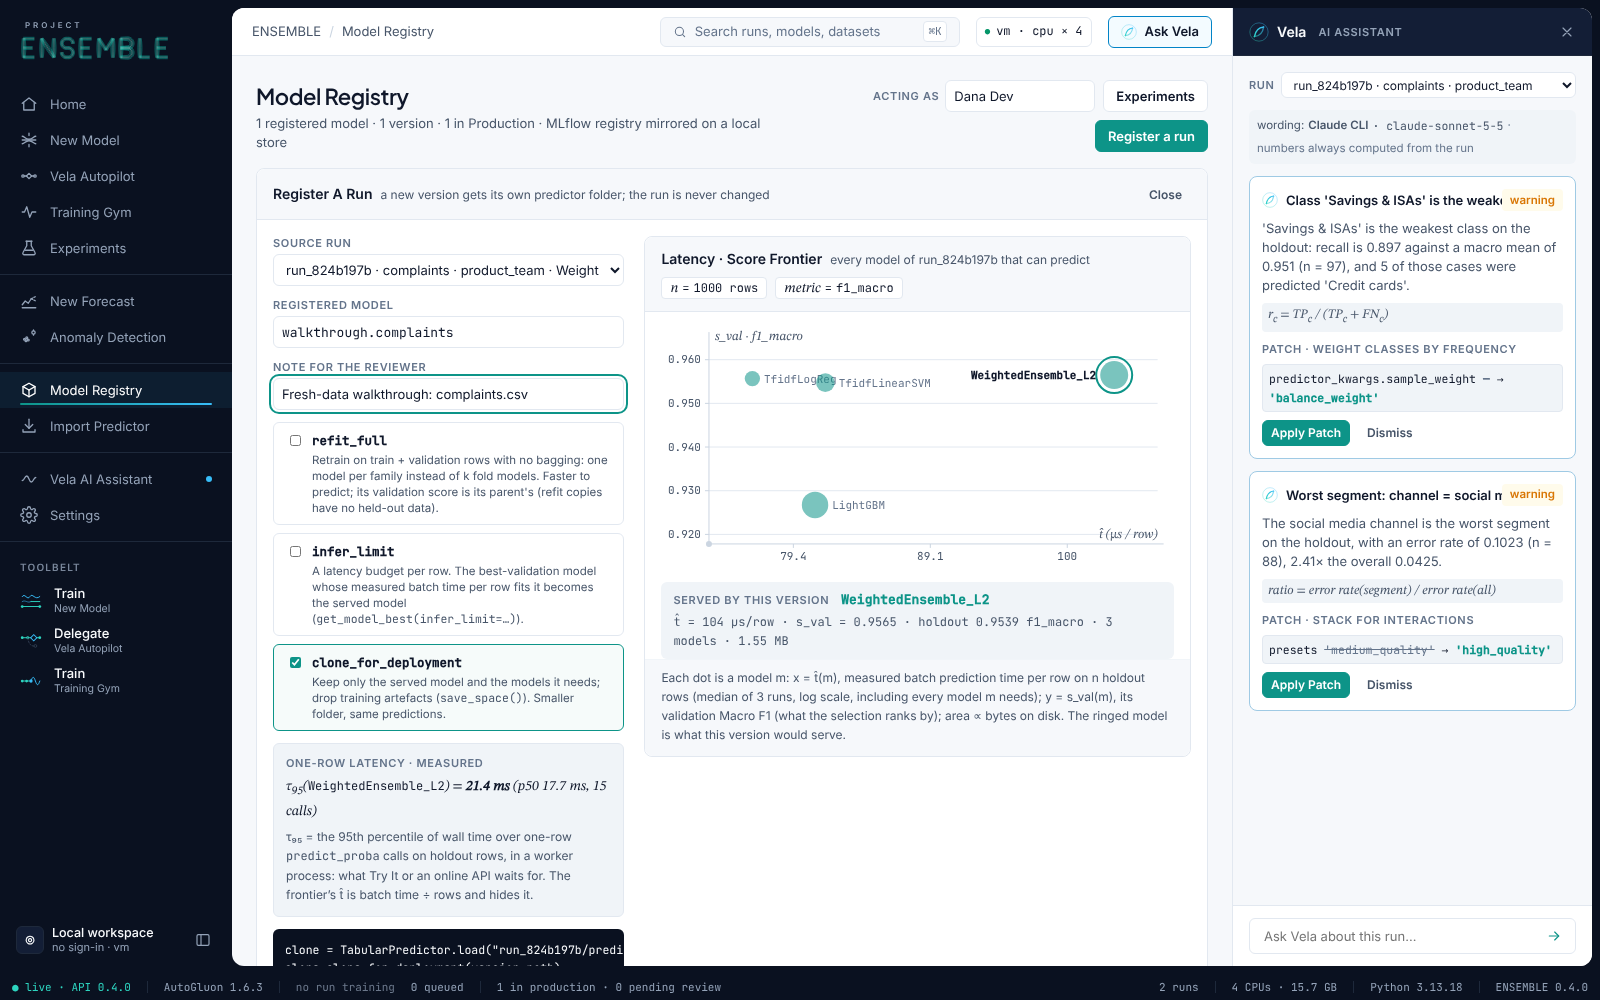 PROJECT
ENSEMBLE
Home
New Model
Vela Autopilot
Training Gym
Experiments
New Forecast
Anomaly Detection
Model Registry
Import Predictor
Vela AI Assistant
Settings
TOOLBELT
Train
New Model
Delegate
Vela Autopilot
Train
Training Gym
Local workspace
no sign-in · vm
ENSEMBLE / Model Registry
Search runs, models, datasets ⌘K
vm · cpu × 4
Ask Vela
Model Registry
1 registered model · 1 version · 1 in Production · MLflow registry mirrored on a local
store
ACTING AS Dana Dev
Experiments
Register a run
Register A Run a new version gets its own predictor folder; the run is never changed
Close
SOURCE RUN
run_824b197b · complaints · product_team · Weight
REGISTERED MODEL
walkthrough.complaints
NOTE FOR THE REVIEWER
Fresh-data walkthrough: complaints.csv
refit_full
Retrain on train + validation rows with no bagging: one
model per family instead of k fold models. Faster to
predict; its validation score is its parent's (refit copies
have no held-out data).
infer_limit
A latency budget per row. The best-validation model
whose measured batch time per row fits it becomes
the served model
(get_model_best(infer_limit=…)).
clone_for_deployment
Keep only the served model and the models it needs;
drop training artefacts (save_space()). Smaller
folder, same predictions.
ONE-ROW LATENCY · MEASURED
τ95(WeightedEnsemble_L2) = 21.4 ms (p50 17.7 ms, 15
calls)
τ₉₅ = the 95th percentile of wall time over one-row
predict_proba calls on holdout rows, in a worker
process: what Try It or an online API waits for. The
frontier's t̂ is batch time ÷ rows and hides it.
clone = TabularPredictor.load("run_824b197b/predi
Latency · Score Frontier every model of run_824b197b that can predict
n = 1000 rows
metric = f1_macro
s_val · f1_macro
0.960
0.950
0.940
0.930
0.920
TfidfLogReg
TfidfLinearSVM
WeightedEnsemble_L2
LightGBM
t̂ (µs / row)
79.4
89.1
100
SERVED BY THIS VERSION WeightedEnsemble_L2
t̂ = 104 µs/row · s_val = 0.9565 · holdout 0.9539 f1_macro · 3
models · 1.55 MB
Each dot is a model m: x = t̂(m), measured batch prediction time per row on n holdout
rows (median of 3 runs, log scale, including every model m needs); y = s_val(m), its
validation Macro F1 (what the selection ranks by); area ∝ bytes on disk. The ringed model
is what this version would serve.
Vela AI ASSISTANT
RUN run_824b197b · complaints · product_team
wording: Claude CLI · claude-sonnet-5-5 ·
numbers always computed from the run
Class 'Savings & ISAs' is the weak
warning
'Savings & ISAs' is the weakest class on the
holdout: recall is 0.897 against a macro mean of
0.951 (n = 97), and 5 of those cases were
predicted 'Credit cards'.
r_c = TP_c / (TP_c + FN_c)
PATCH · WEIGHT CLASSES BY FREQUENCY
predictor_kwargs.sample_weight — →
'balance_weight'
Apply Patch
Dismiss
Worst segment: channel = social m
warning
The social media channel is the worst segment
on the holdout, with an error rate of 0.1023 (n =
88), 2.41× the overall 0.0425.
ratio = error rate(segment) / error rate(all)
PATCH · STACK FOR INTERACTIONS
presets 'medium_quality' → 'high_quality'
Apply Patch
Dismiss
Ask Vela about this run...
live · API 0.4.0
AutoGluon 1.6.3
no run training 0 queued
1 in production · 0 pending review
2 runs
4 CPUs · 15.7 GB
Python 3.13.18
ENSEMBLE 0.4.0